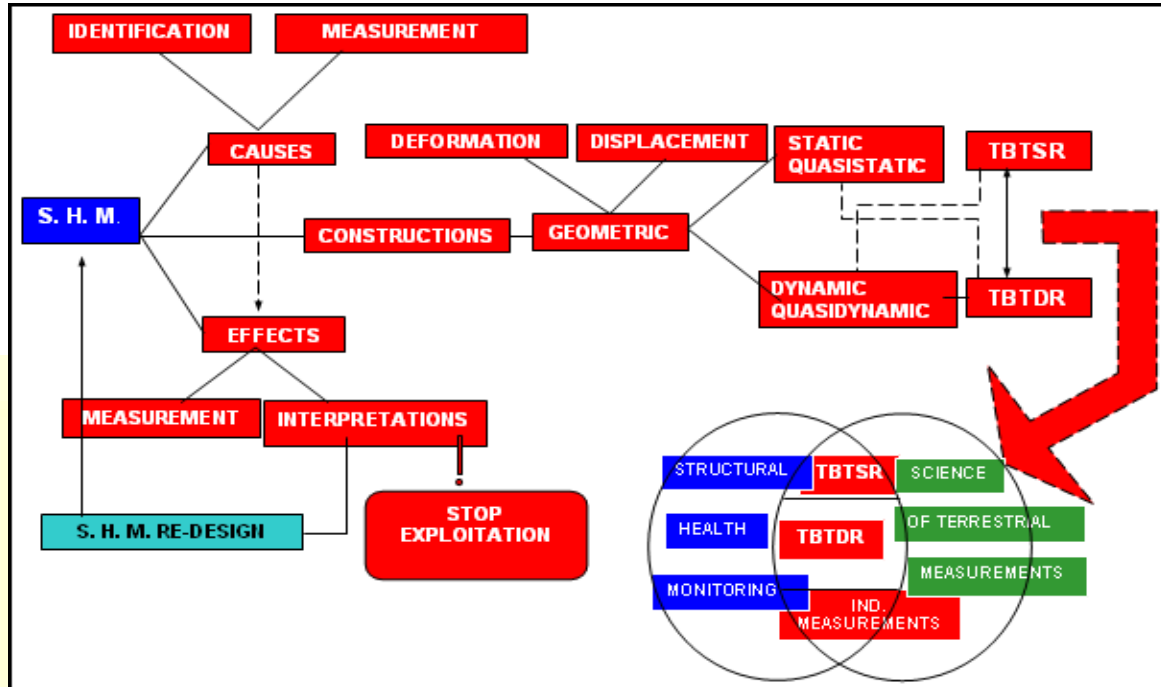 IDENTIFICATION
MEASUREMENT
CAUSES
DEFORMATION
DISPLACEMENT
STATIC
QUASISTATIC
TBTSR
S. H. M.
CONSTRUCTIONS
GEOMETRIC
DYNAMIC
QUASIDYNAMIC
TBTDR
EFFECTS
MEASUREMENT
INTERPRETATIONS
S. H. M. RE-DESIGN
STOP
EXPLOITATION
STRUCTURAL
TBTSR
SCIENCE
HEALTH
TBTDR
OF TERRESTRIAL
MONITORING
MEASUREMENTS
IND.
MEASUREMENTS